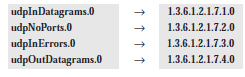 udpInDatagrams.0 → 1.3.6.1.2.1.7.1.0
udpNoPorts.0 → 1.3.6.1.2.1.7.2.0
udpInErrors.0 → 1.3.6.1.2.1.7.3.0
udpOutDatagrams.0 → 1.3.6.1.2.1.7.4.0